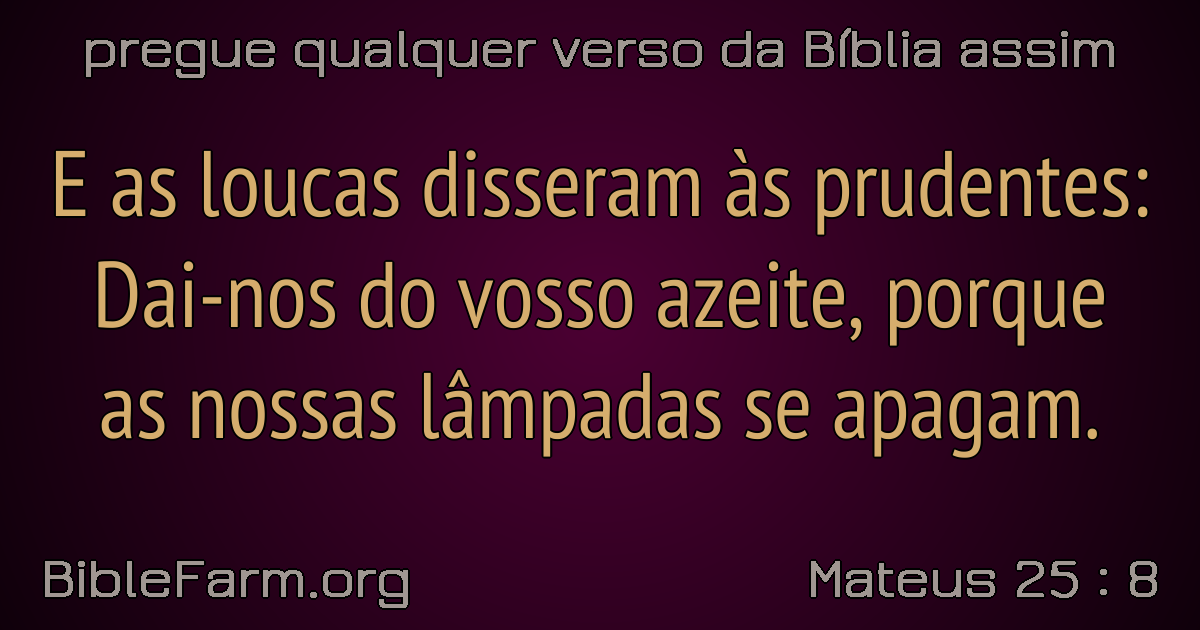 pregue qualquer verso da Bíblia assim
E as loucas disseram às prudentes:
Dai-nos do vosso azeite, porque
as nossas lâmpadas se apagam.
BibleFarm.org
Mateus 25 : 8